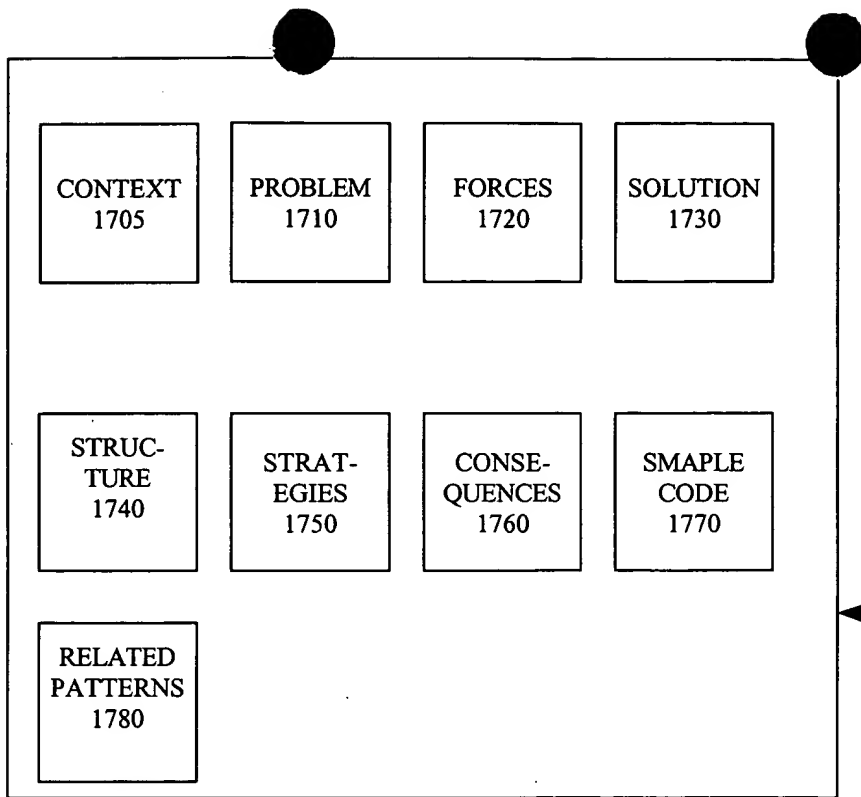 CONTEXT
1705
PROBLEM
1710
FORCES
1720
SOLUTION
1730
STRUC-
TURE
1740
STRAT-
EGIES
1750
CONSE-
QUENCES
1760
SMAPLE
CODE
1770
RELATED
PATTERNS
1780